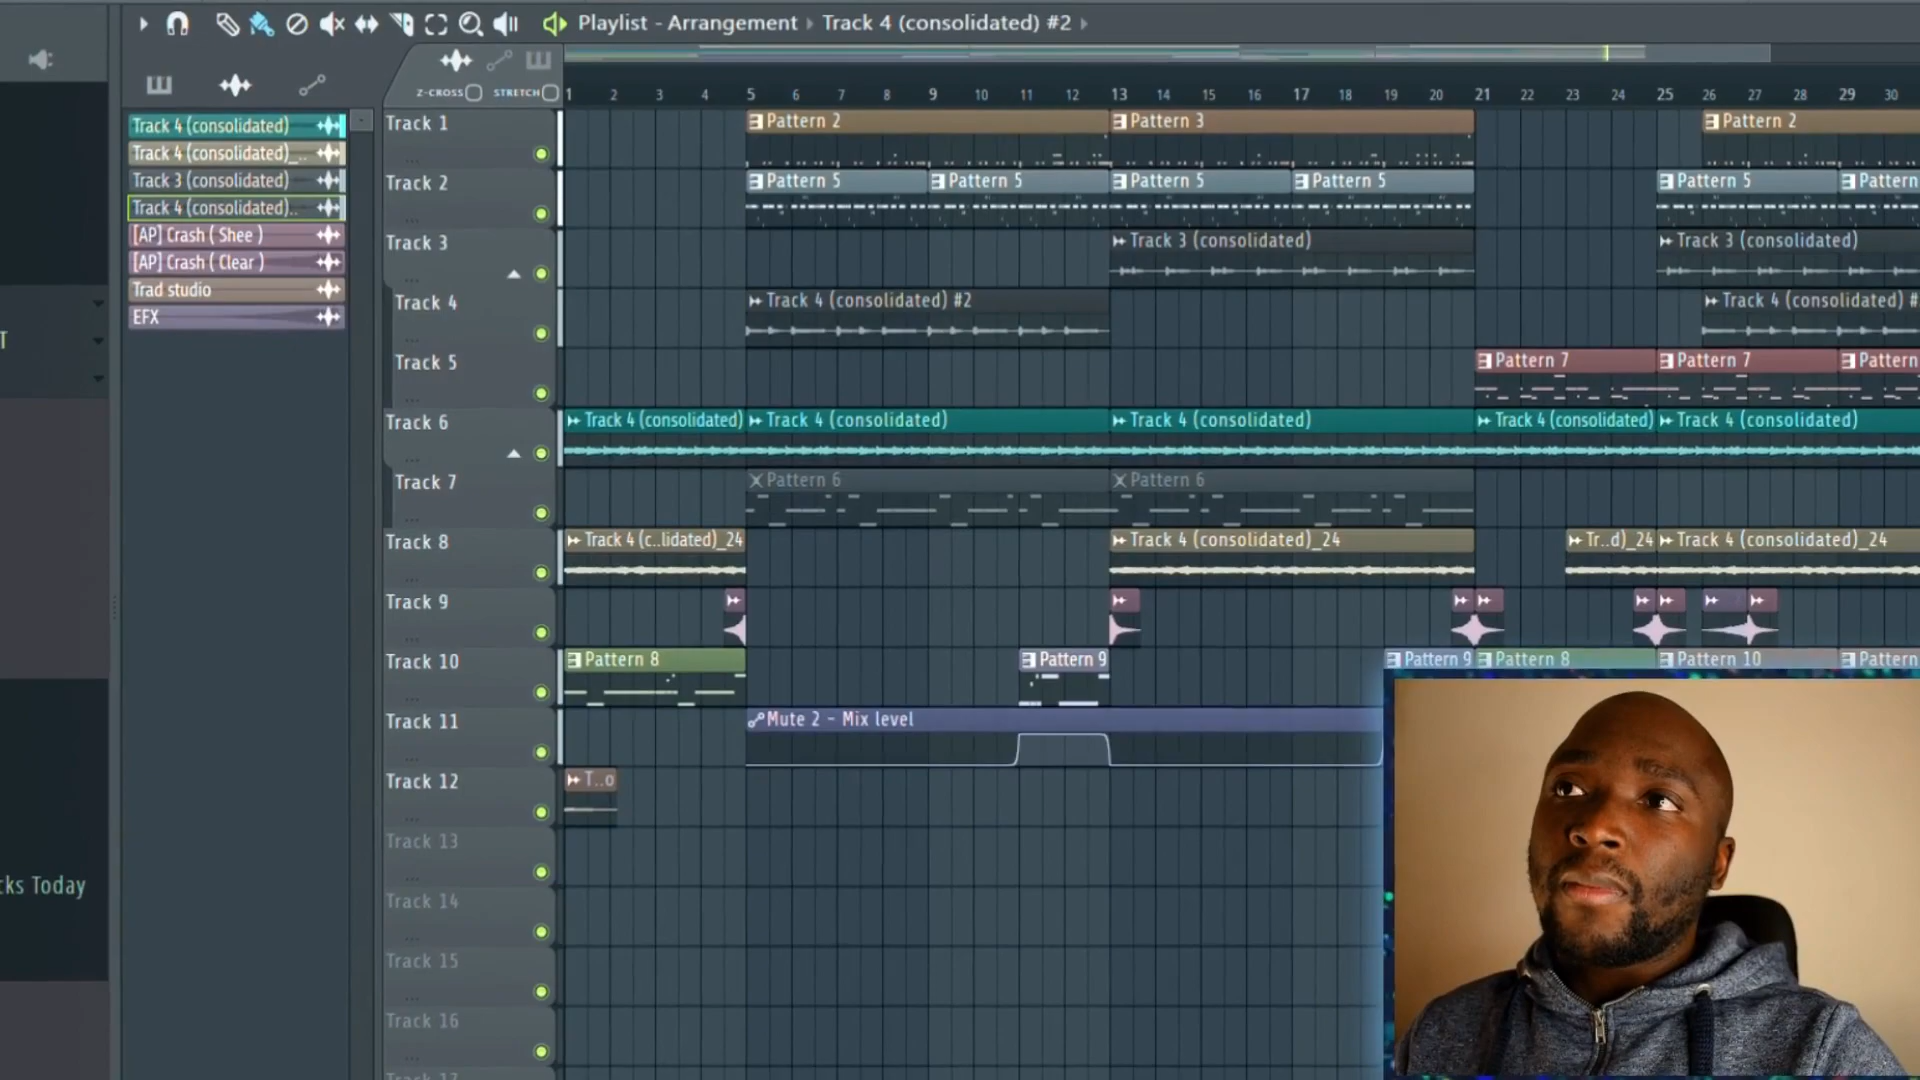 Playlist - Arrangement › Track 4 (consolidated) #2 ›
Z-CROSS STRETCH
1 2 3 4 5 6 7 8 9 10 11 12 13 14 15 16 17 18 19 20 21 22 23 24 25 26 27 28 29 30
Track 4 (consolidated)
Track 4 (consolidated)_..
Track 3 (consolidated)
Track 4 (consolidated)..
[AP] Crash ( Shee )
[AP] Crash ( Clear )
Trad studio
EFX
T
cks Today
Track 1 Pattern 2 Pattern 3 Pattern 2
Track 2 Pattern 5 Pattern 5 Pattern 5 Pattern 5 Pattern 5 Pattern
Track 3 Track 3 (consolidated) Track 3 (consolidated)
Track 4 Track 4 (consolidated) #2 Track 4 (consolidated) #
Track 5 Pattern 7 Pattern 7 Pattern
Track 6 Track 4 (consolidated) Track 4 (consolidated) Track 4 (consolidated) Track 4 (consolidated) Track 4 (consolidated)
Track 7 Pattern 6 Pattern 6
Track 8 Track 4 (c..lidated)_24 Track 4 (consolidated)_24 Tr..d)_24 Track 4 (consolidated)_24
Track 9
Track 10 Pattern 8 Pattern 9 Pattern 9 Pattern 8 Pattern 10 Pattern
Track 11 Mute 2 - Mix level
Track 12 T..o
Track 13
Track 14
Track 15
Track 16